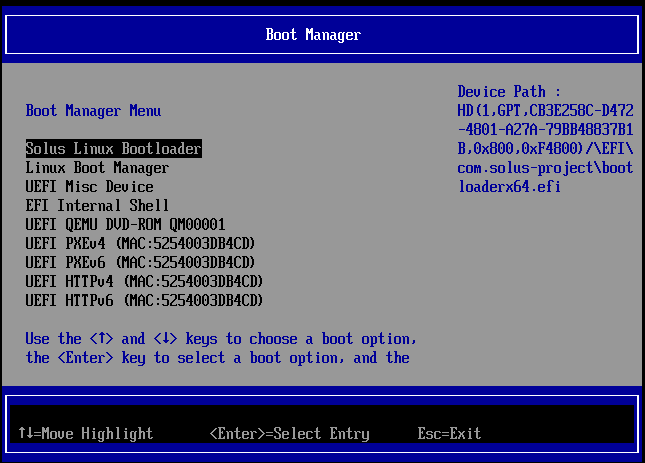 Boot Manager
Boot Manager Menu
Solus Linux Bootloader
Linux Boot Manager
UEFI Misc Device
EFI Internal Shell
UEFI QEMU DVD-ROM QM00001
UEFI PXEv4 (MAC:5254003DB4CD)
UEFI PXEv6 (MAC:5254003DB4CD)
UEFI HTTPv4 (MAC:5254003DB4CD)
UEFI HTTPv6 (MAC:5254003DB4CD)
Use the <↑> and <↓> keys to choose a boot option,
the <Enter> key to select a boot option, and the
Device Path :
HD(1,GPT,CB3E258C-D472
-4801-A27A-79BB48837B1
B,0x800,0xF4800)/\EFI\
com.solus-project\boot
loaderx64.efi
↑↓=Move Highlight <Enter>=Select Entry Esc=Exit